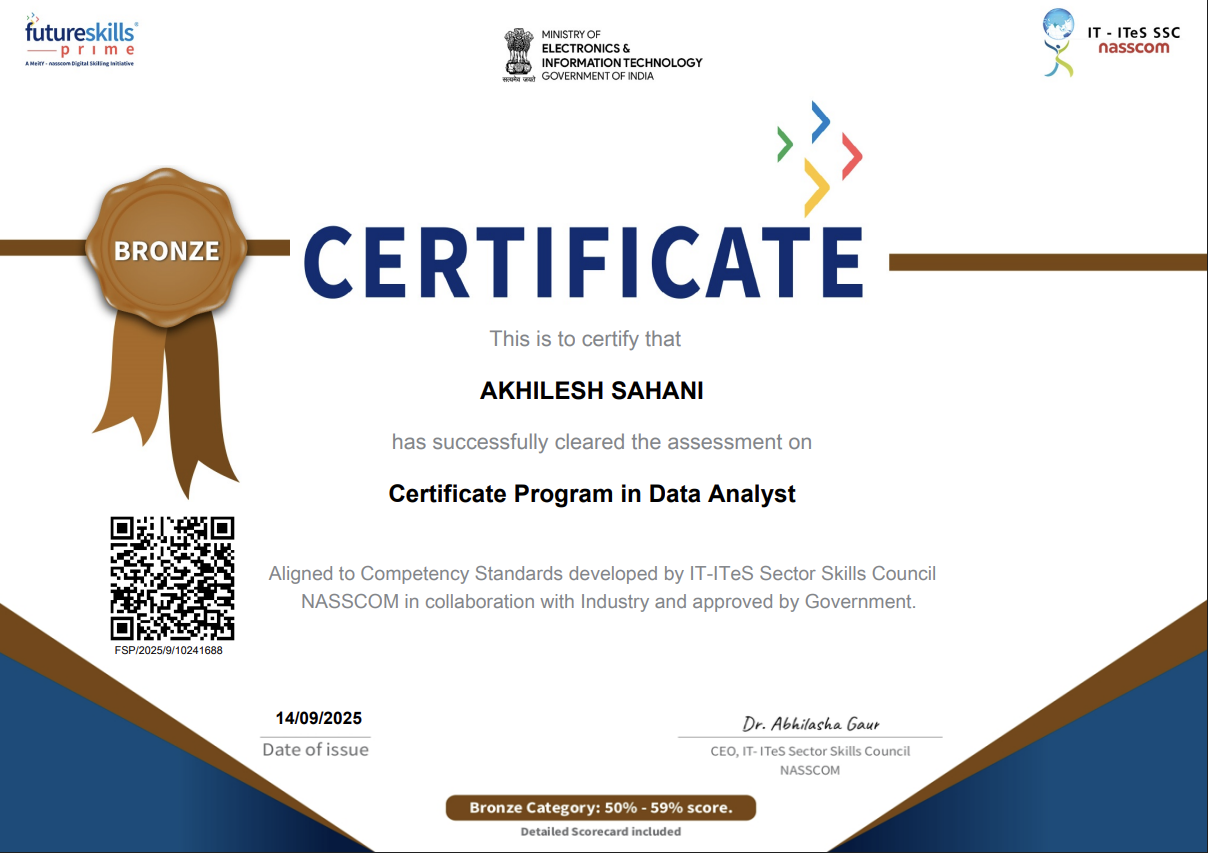 futureskills®
prime
A MeitY - nasscom Digital Skilling Initiative
सत्यमेव जयते
MINISTRY OF
ELECTRONICS &
INFORMATION TECHNOLOGY
GOVERNMENT OF INDIA
IT - ITeS SSC
nasscom
BRONZE
CERTIFICATE
This is to certify that
AKHILESH SAHANI
has successfully cleared the assessment on
Certificate Program in Data Analyst
Aligned to Competency Standards developed by IT-ITeS Sector Skills Council
NASSCOM in collaboration with Industry and approved by Government.
FSP/2025/9/10241688
14/09/2025
Date of issue
Dr. Abhilasha Gaur
CEO, IT- ITeS Sector Skills Council
NASSCOM
Bronze Category: 50% - 59% score.
Detailed Scorecard included